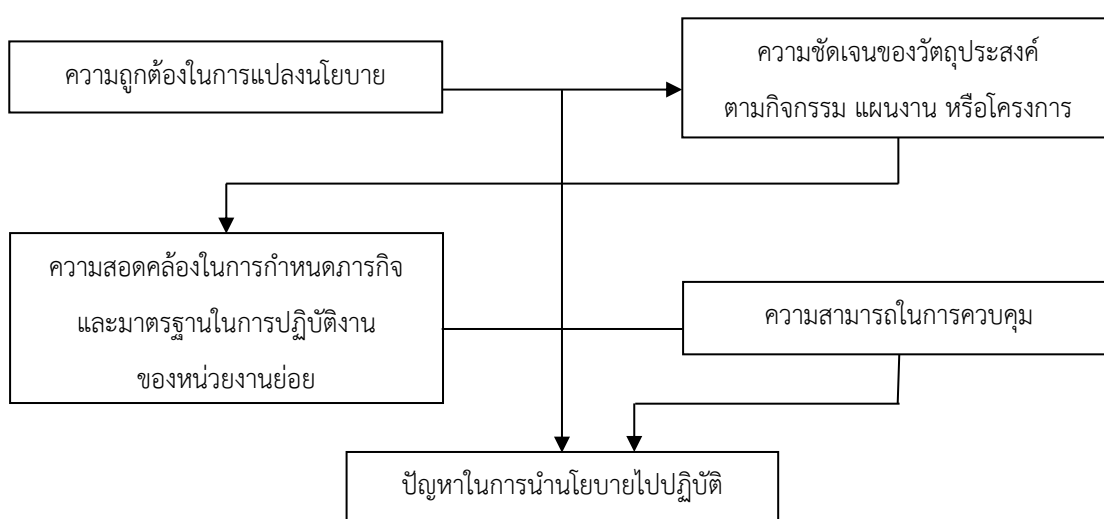 ความถูกต้องในการแปลงนโยบาย
ความชัดเจนของวัตถุประสงค์
ตามกิจกรรม แผนงาน หรือโครงการ
ความสอดคล้องในการกำหนดภารกิจ
และมาตรฐานในการปฏิบัติงาน
ของหน่วยงานย่อย
ความสามารถในการควบคุม
ปัญหาในการนำนโยบายไปปฏิบัติ